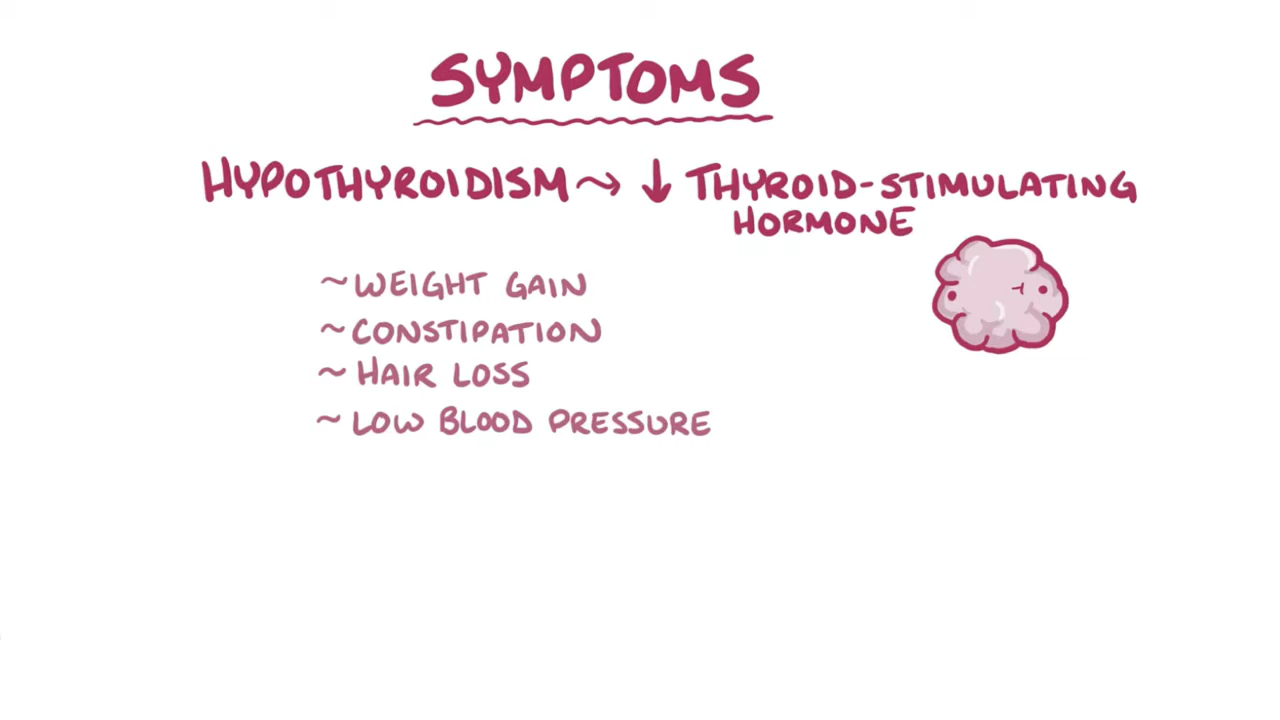 SYMPTOMS
HYPOTHYROIDISM ⤳ ↓ THYROID-STIMULATING
HORMONE
~ WEIGHT GAIN
~ CONSTIPATION
~ HAIR LOSS
~ LOW BLOOD PRESSURE